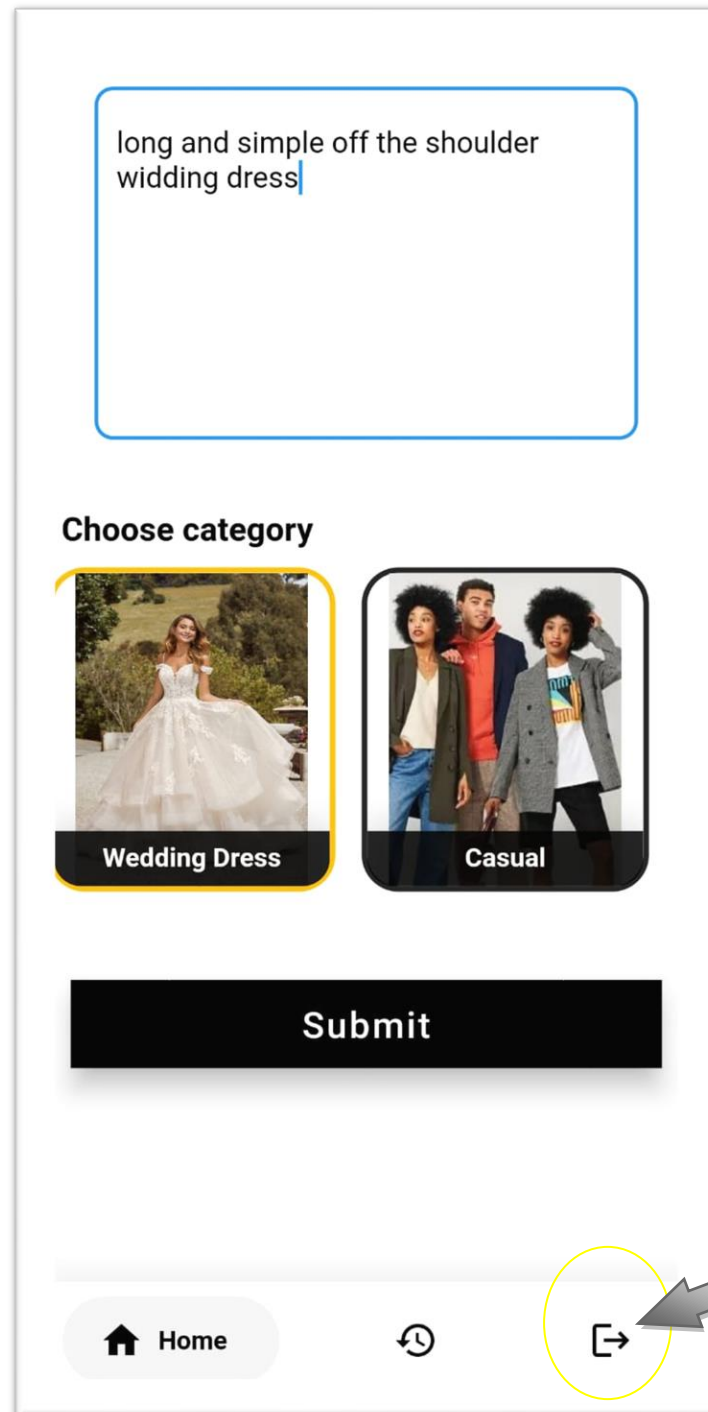 long and simple off the shoulder
widding dress
Choose category
Wedding Dress
Casual
Submit
Home